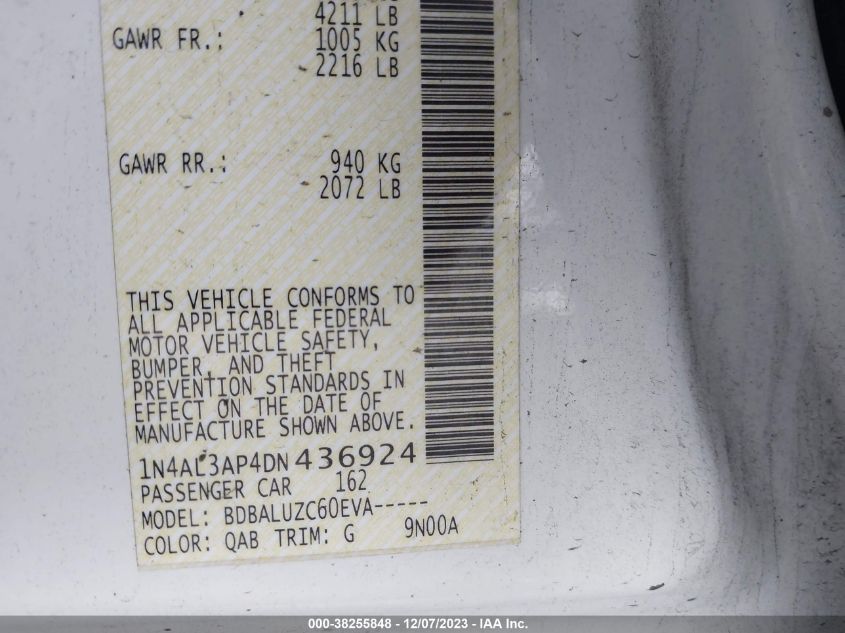 4211 LB
GAWR FR.: 1005 KG
2216 LB
GAWR RR.: 940 KG
2072 LB
THIS VEHICLE CONFORMS TO
ALL APPLICABLE FEDERAL
MOTOR VEHICLE SAFETY,
BUMPER, AND THEFT
PREVENTION STANDARDS IN
EFFECT ON THE DATE OF
MANUFACTURE SHOWN ABOVE.
1N4AL3AP4DN436924
PASSENGER CAR 162
MODEL: BDBALUZC60EVA-----
COLOR: QAB TRIM: G 9N00A
000-38255848 - 12/07/2023 - IAA Inc.